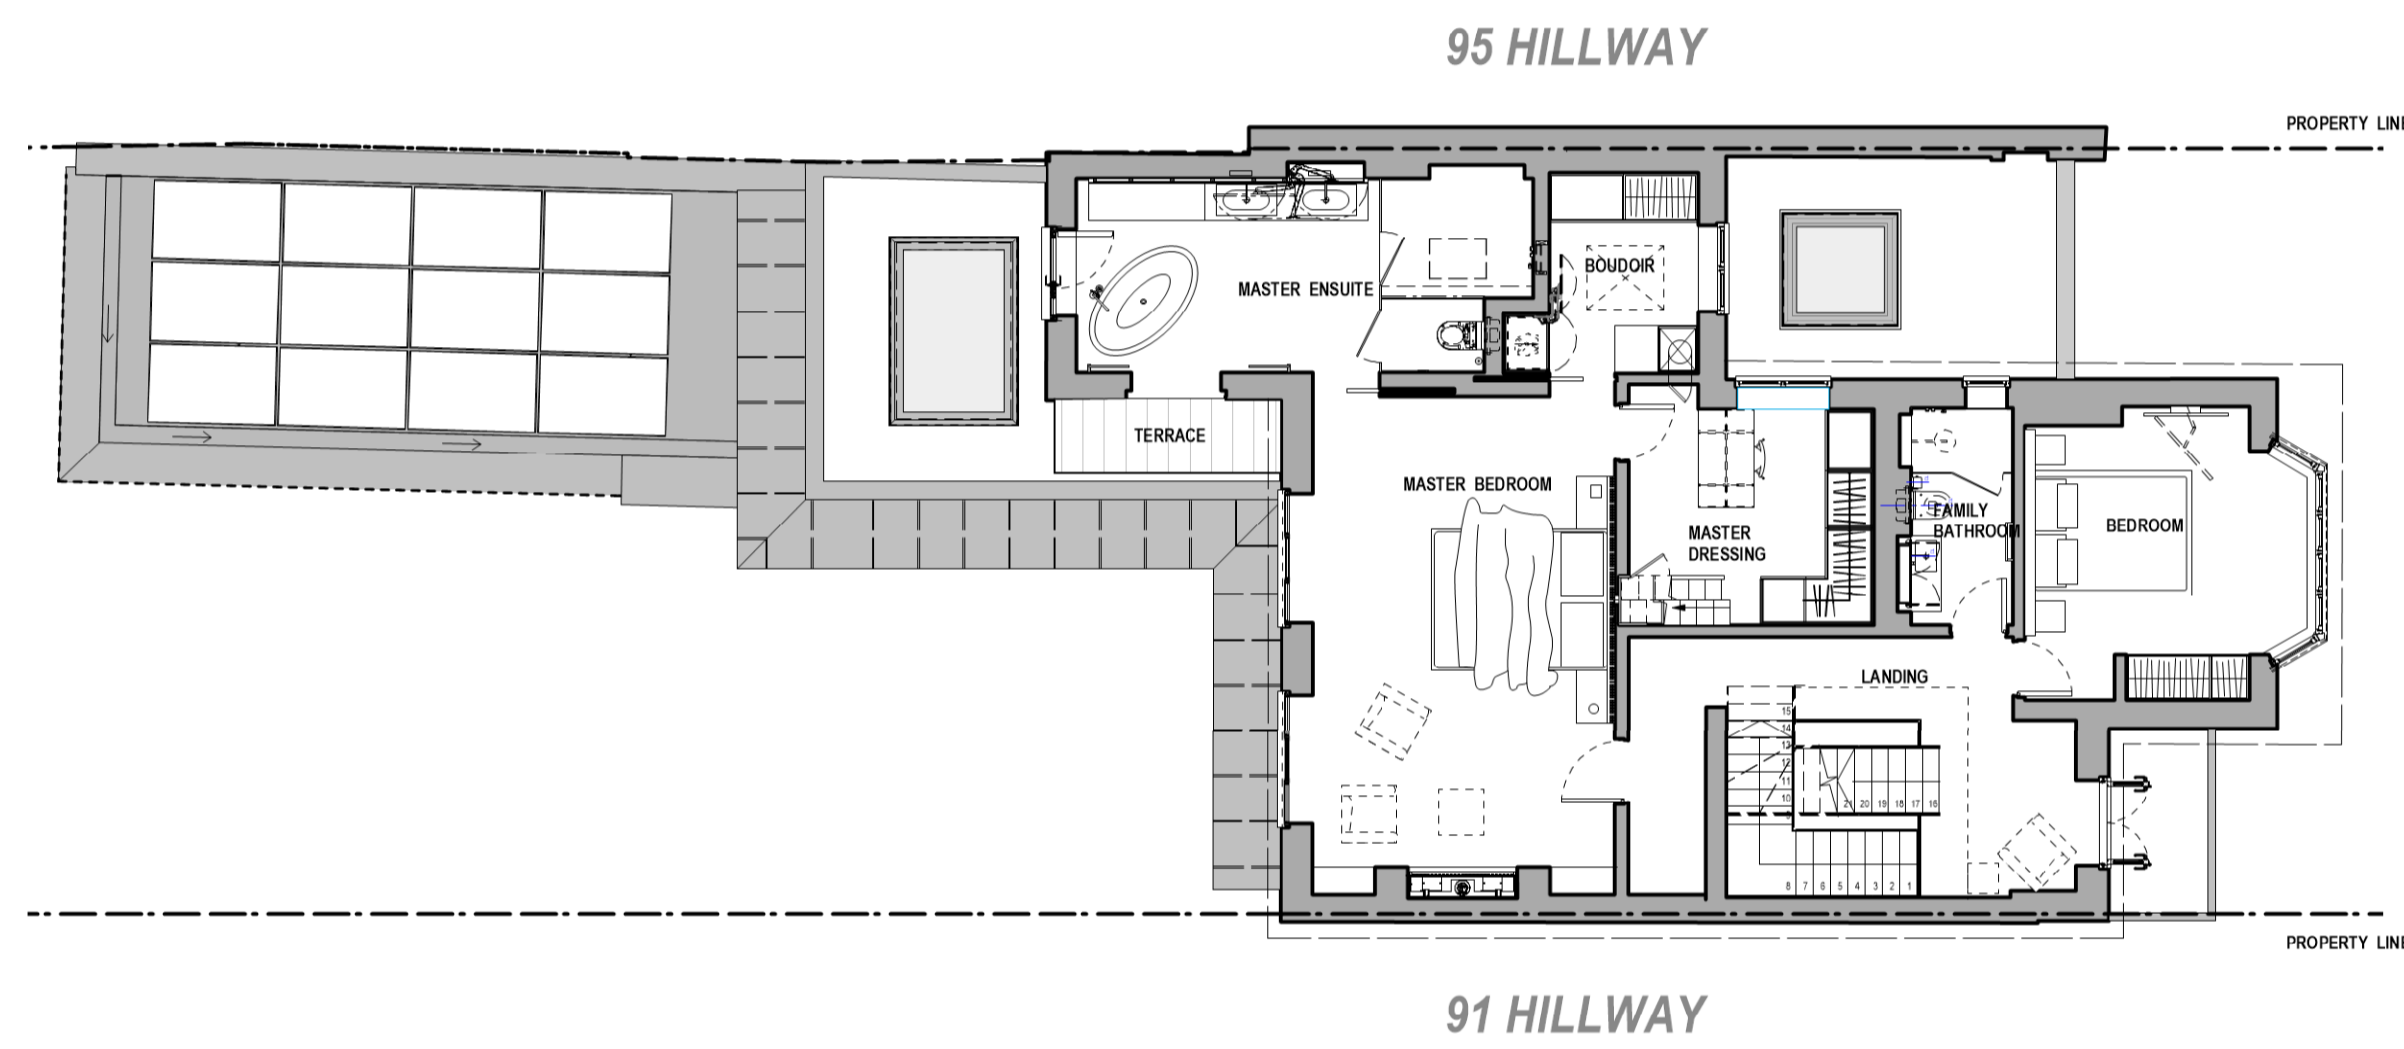 95 HILLWAY
PROPERTY LINE
MASTER ENSUITE
BOUDOIR
TERRACE
MASTER BEDROOM
MASTER
DRESSING
FAMILY
BATHROOM
BEDROOM
LANDING
15
14
13
12
11
10
9
21 20 19 18 17 16
8 7 6 5 4 3 2 1
PROPERTY LINE
91 HILLWAY